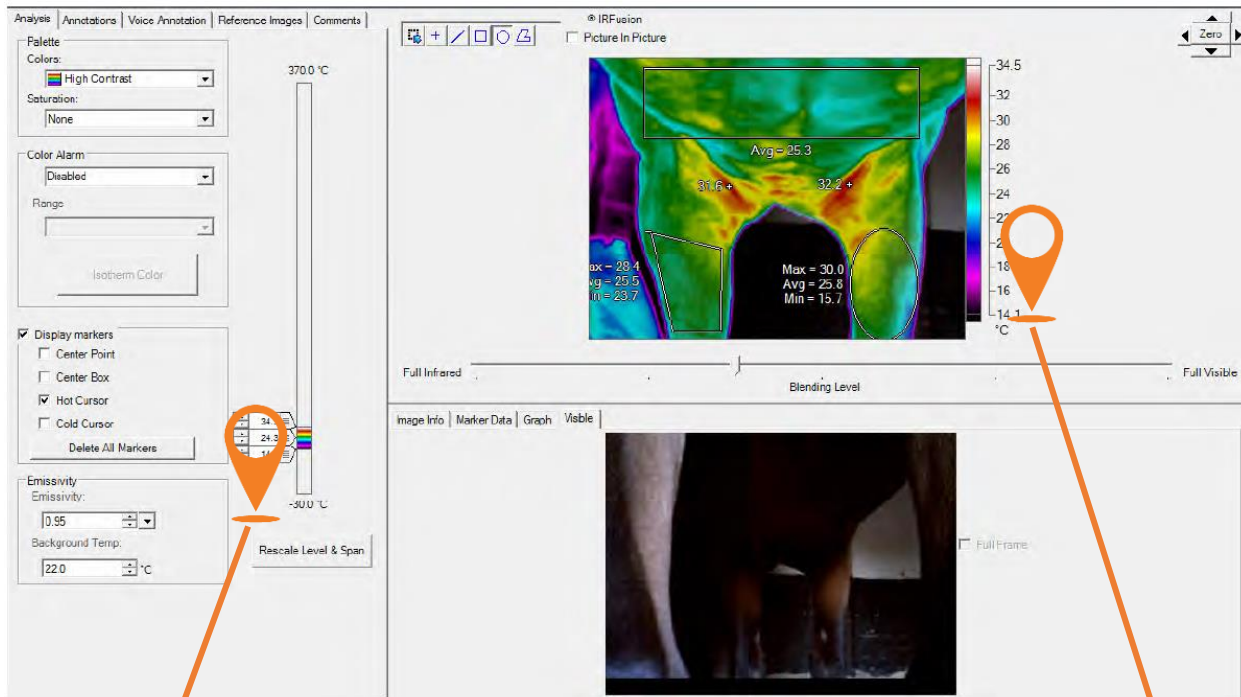 Analysis Annotations Voice Annotation Reference Images Comments
Palette
Colors:
High Contrast
Saturation:
None
Color Alarm
Disabled
Range
Isotherm Color
Display markers
Center Point
Center Box
Hot Cursor
Cold Cursor
Delete All Markers
Emissivity
Emissivity:
0.95
Background Temp:
22.0 °C
370.0 °C
24.3
-30.0 °C
Rescale Level & Span
® IRFusion
Picture In Picture
Zero
Avg = 25.3
31.6 +
32.2 +
Max = 30.0
Avg = 25.8
Min = 15.7
= 28.4
= 25.5
= 23.7
34.5
32
30
28
26
24
22
18
16
14.1
°C
Full Infrared
Full Visible
Blending Level
Image Info Marker Data Graph Visible
Full Frame